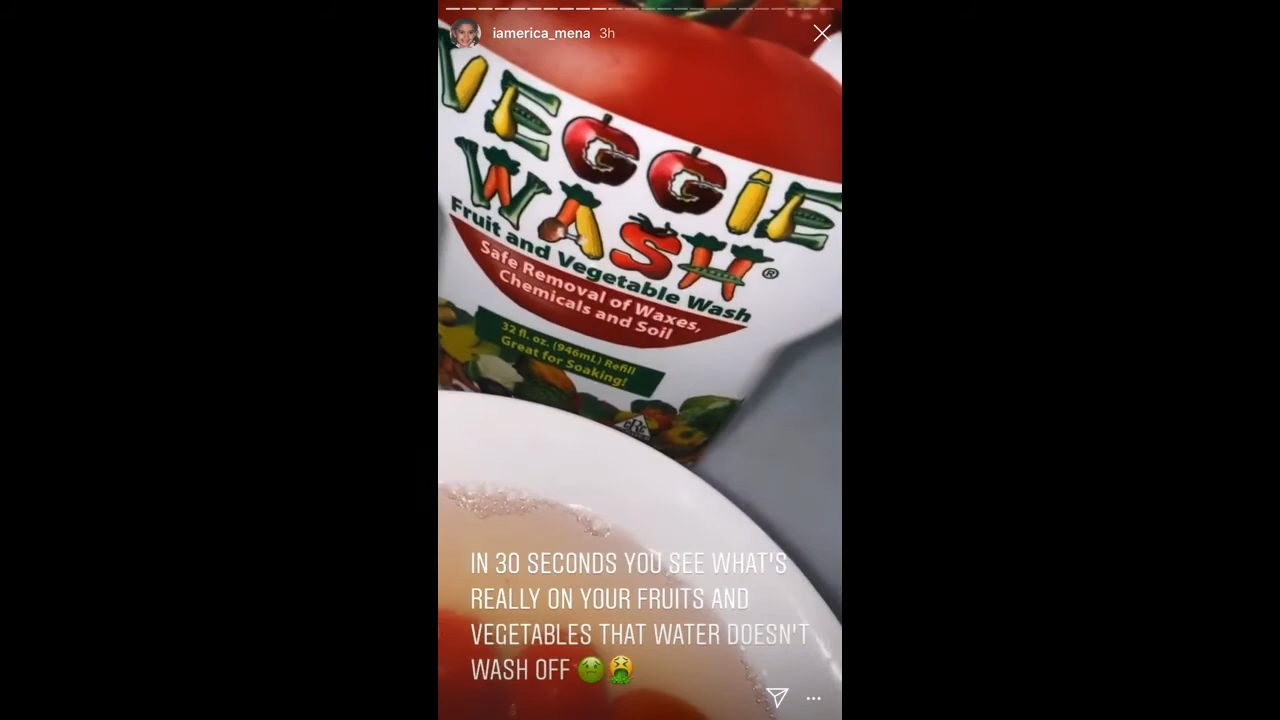 iamerica_mena 3h
VEGGIE
WASH®
Fruit and Vegetable Wash
Safe Removal of Waxes,
Chemicals and Soil
32 fl. oz. (946mL) Refill
Great for Soaking!
IN 30 SECONDS YOU SEE WHAT'S
REALLY ON YOUR FRUITS AND
VEGETABLES THAT WATER DOESN'T
WASH OFF 🤢🤮